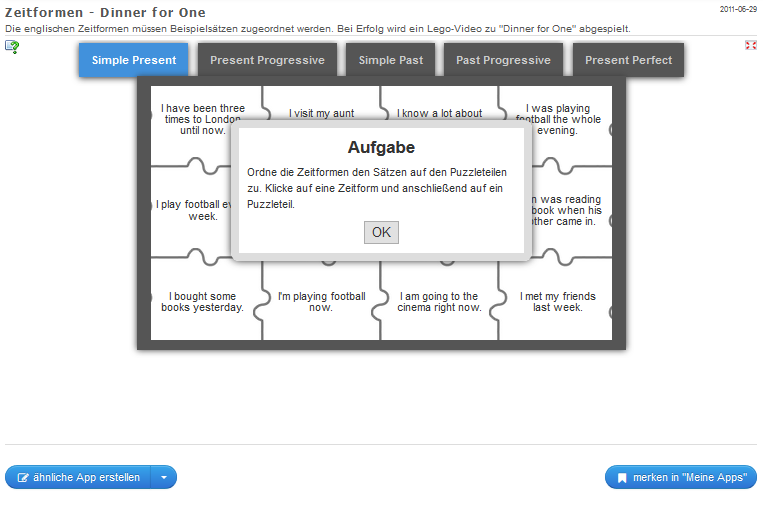 Zeitformen - Dinner for One
2011-06-29
Die englischen Zeitformen müssen Beispielsätzen zugeordnet werden. Bei Erfolg wird ein Lego-Video zu "Dinner for One" abgespielt.
Simple Present
Present Progressive
Simple Past
Past Progressive
Present Perfect
I have been three
times to London
until now.
I visit my aunt
I know a lot about
I was playing
football the whole
evening.
Aufgabe
Ordne die Zeitformen den Sätzen auf den Puzzleteilen
zu. Klicke auf eine Zeitform und anschließend auf ein
Puzzleteil.
OK
I play football
week.
was reading
book when his
came in.
I bought some
books yesterday.
I'm playing football
now.
I am going to the
cinema right now.
I met my friends
last week.
ähnliche App erstellen
merken in "Meine Apps"